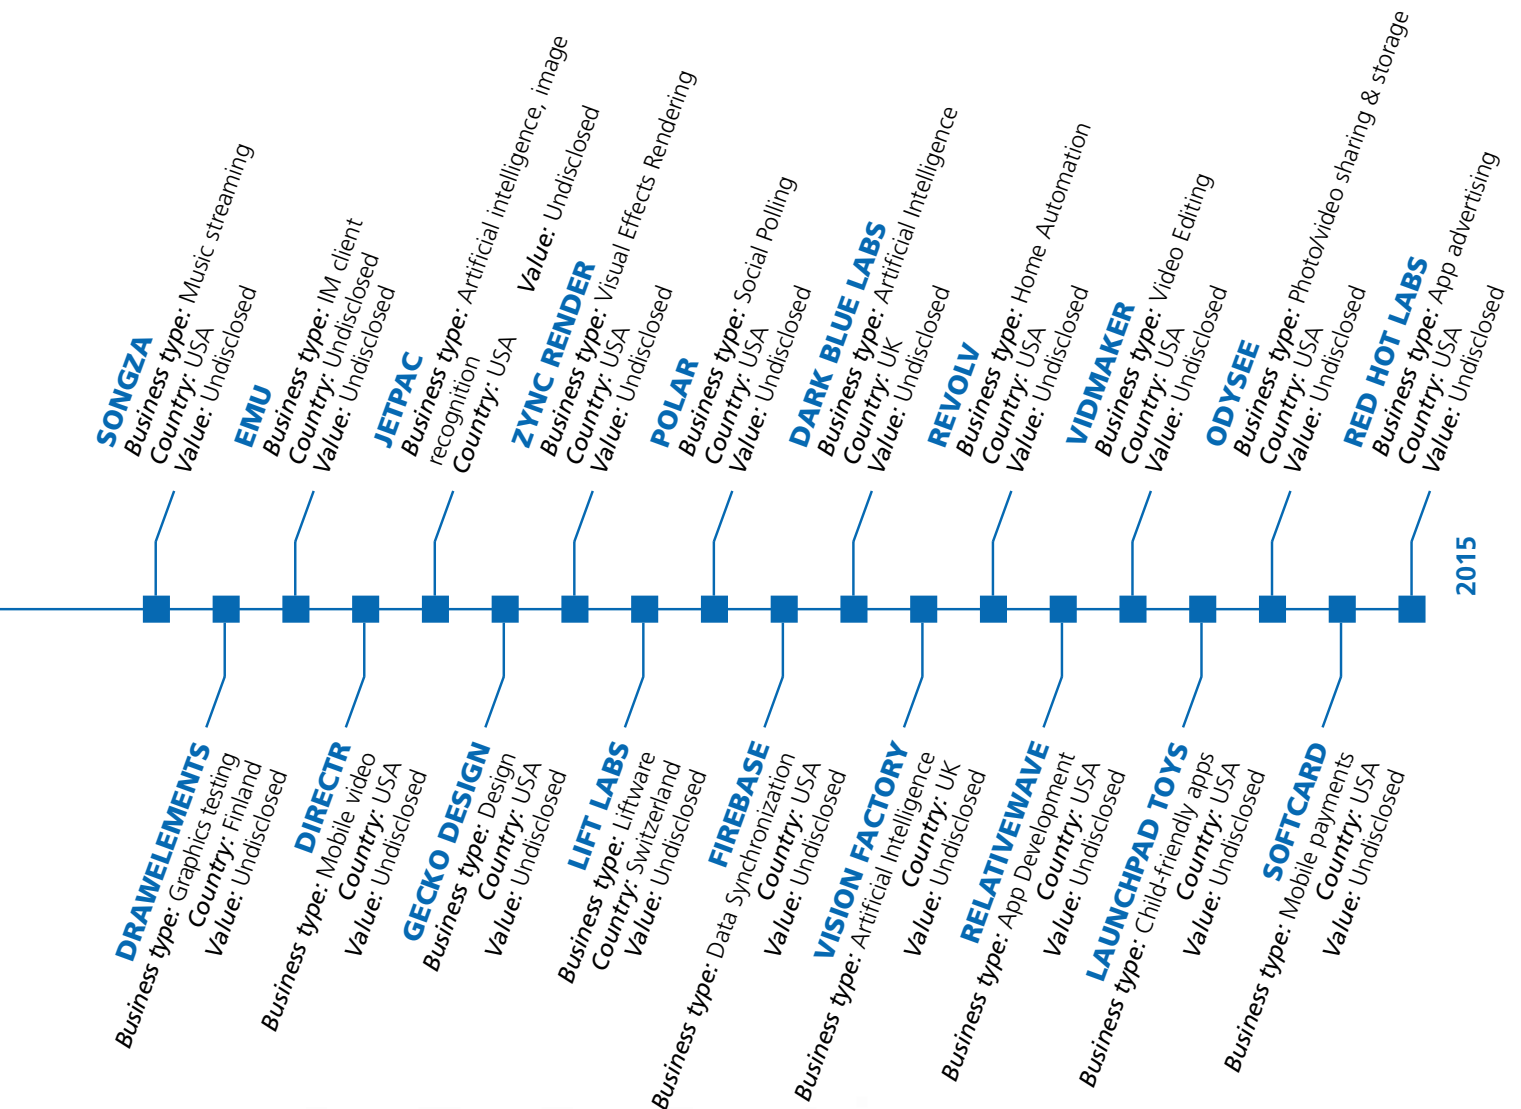 SONGZA
Business type: Music streaming
Country: USA
Value: Undisclosed
EMU
Business type: IM client
Country: Undisclosed
Value: Undisclosed
JETPAC
Business type: Artificial intelligence, image
recognition
Country: USA
Value: Undisclosed
ZYNC RENDER
Business type: Visual Effects Rendering
Country: USA
Value: Undisclosed
POLAR
Business type: Social Polling
Country: USA
Value: Undisclosed
DARK BLUE LABS
Business type: Artificial Intelligence
Country: UK
Value: Undisclosed
REVOLV
Business type: Home Automation
Country: USA
Value: Undisclosed
VIDMAKER
Business type: Video Editing
Country: USA
Value: Undisclosed
ODYSEE
Business type: Photo/video sharing & storage
Country: USA
Value: Undisclosed
RED HOT LABS
Business type: App advertising
Country: USA
Value: Undisclosed
2015
DRAWELEMENTS
Business type: Graphics testing
Country: Finland
Value: Undisclosed
DIRECTR
Business type: Mobile video
Country: USA
Value: Undisclosed
GECKO DESIGN
Business type: Design
Country: USA
Value: Undisclosed
LIFT LABS
Business type: Liftware
Country: Switzerland
Value: Undisclosed
FIREBASE
Business type: Data Synchronization
Country: USA
Value: Undisclosed
VISION FACTORY
Business type: Artificial Intelligence
Country: UK
Value: Undisclosed
RELATIVEWAVE
Business type: App Development
Country: USA
Value: Undisclosed
LAUNCHPAD TOYS
Business type: Child-friendly apps
Country: USA
Value: Undisclosed
SOFTCARD
Business type: Mobile payments
Country: USA
Value: Undisclosed